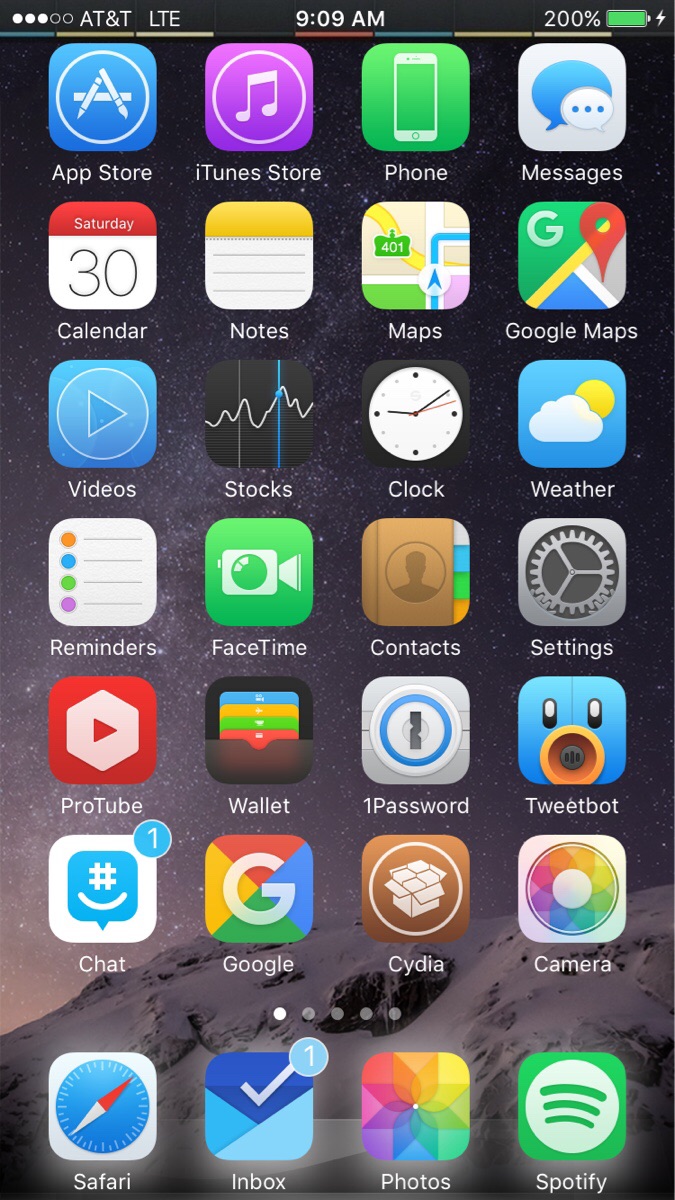 AT&T LTE 9:09 AM 200%
App Store iTunes Store Phone Messages
Saturday
30
401
G
Calendar Notes Maps Google Maps
Videos Stocks Clock Weather
Reminders FaceTime Contacts Settings
ProTube Wallet 1Password Tweetbot
1
#
G
Chat Google Cydia Camera
1
Safari Inbox Photos Spotify